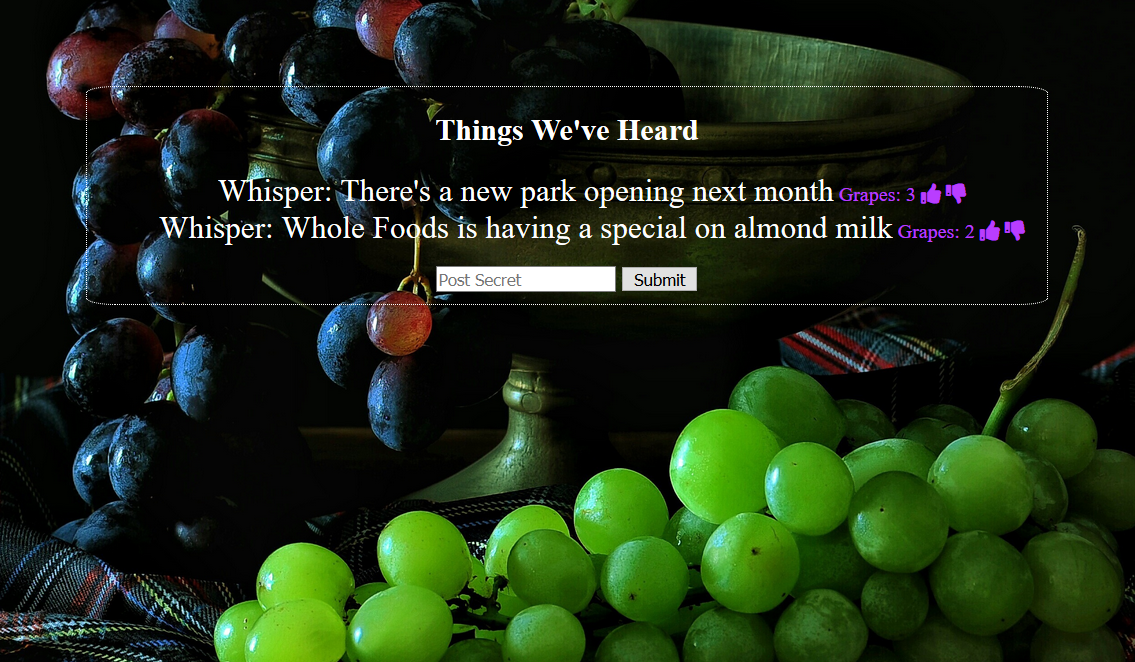 Things We've Heard
Whisper: There's a new park opening next month Grapes: 3
Whisper: Whole Foods is having a special on almond milk Grapes: 2
Post Secret Submit